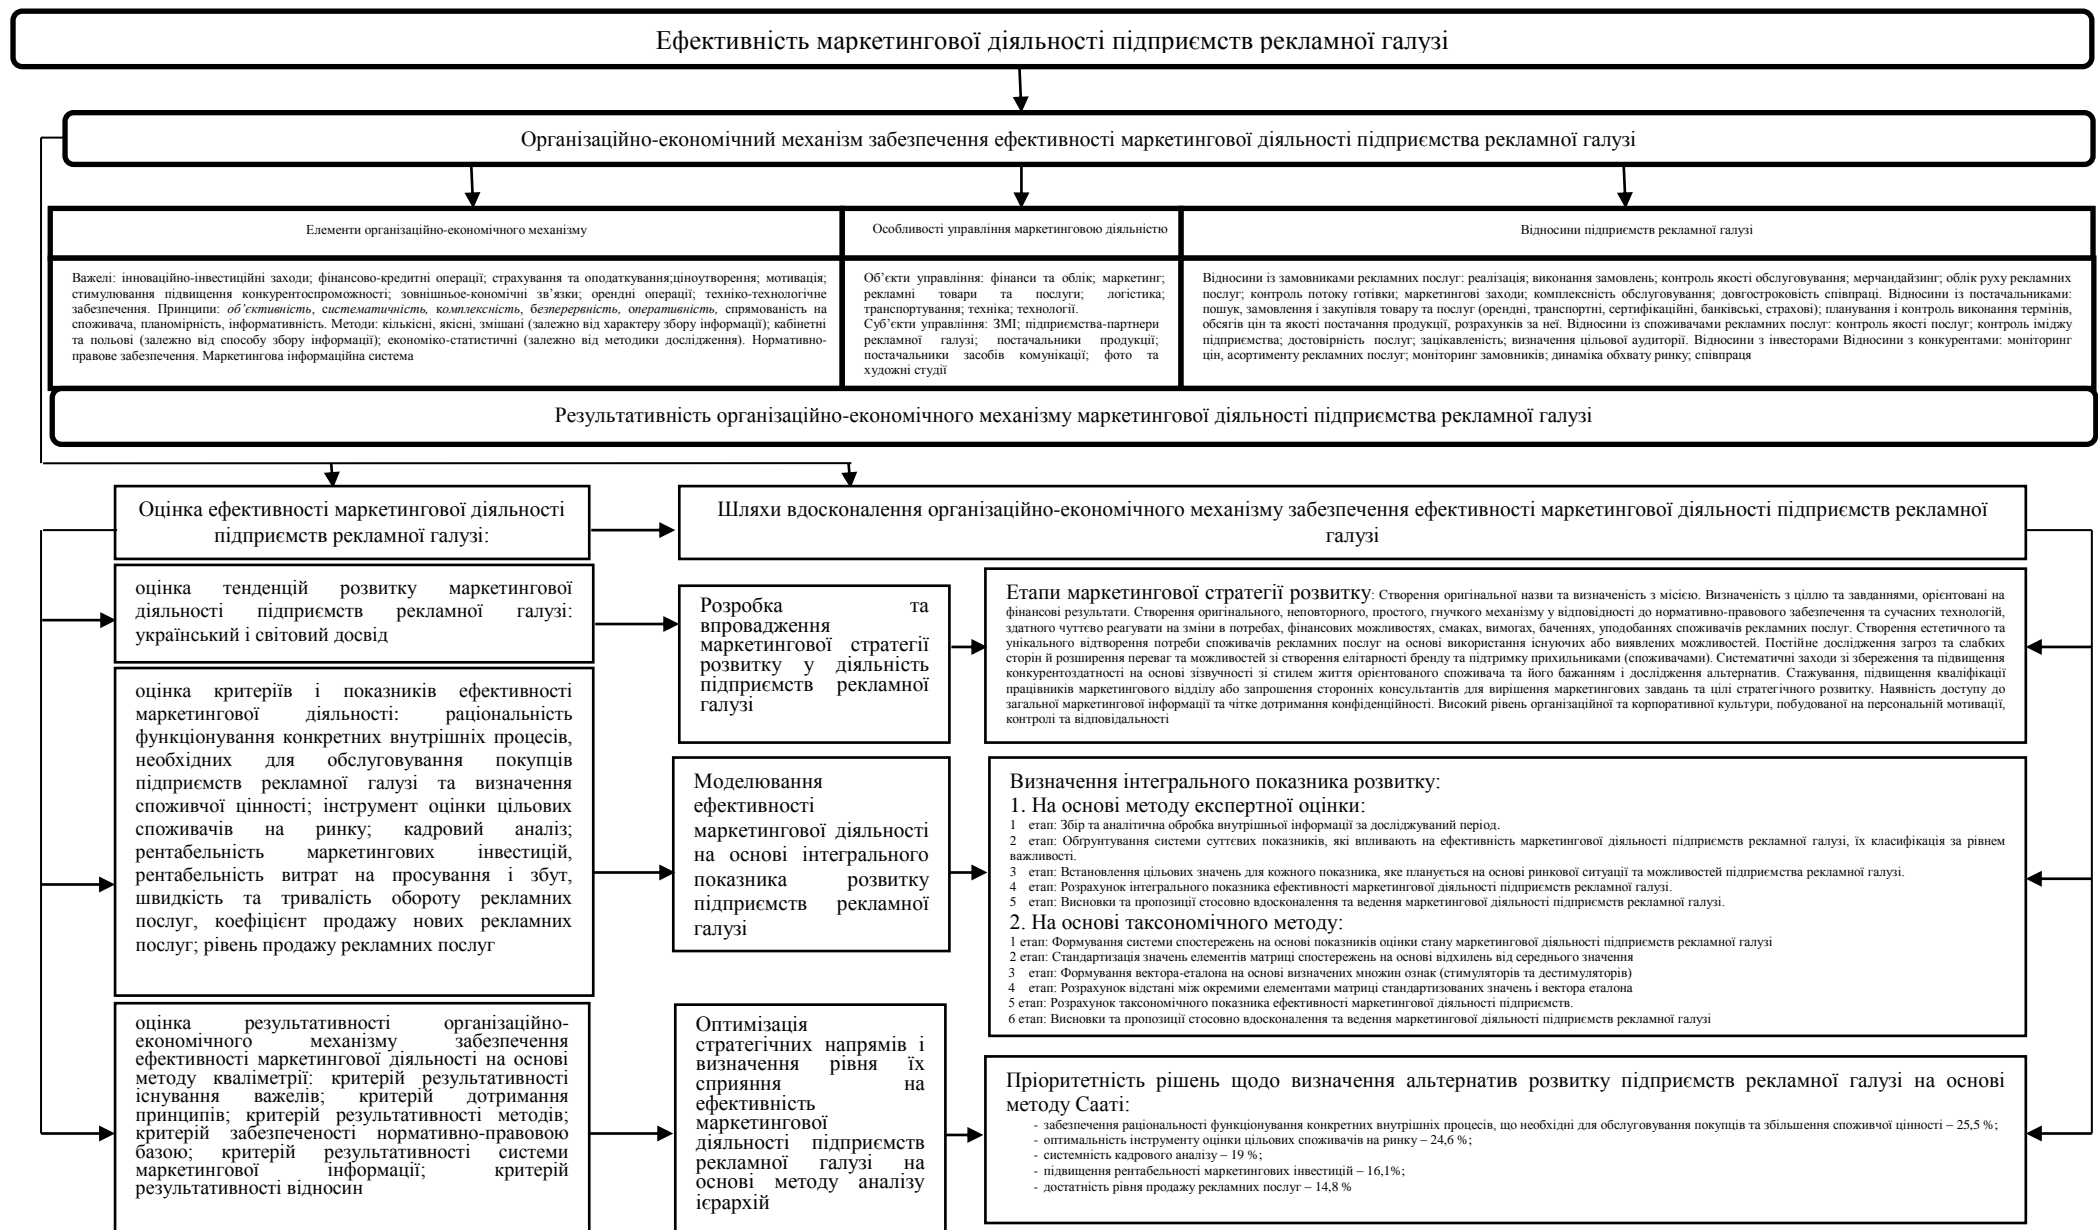 Ефективність маркетингової діяльності підприємств рекламної галузі
Організаційно-економічний механізм забезпечення ефективності маркетингової діяльності підприємства рекламної галузі
Елементи організаційно-економічного механізму
Особливості управління маркетинговою діяльністю
Відносини підприємств рекламної галузі
Важелі: інноваційно-інвестиційні заходи; фінансово-кредитні операції; страхування та оподаткування;ціноутворення; мотивація;
стимулювання підвищення конкурентоспроможності; зовнішньое-кономічні зв’язки; орендні операції; техніко-технологічне
забезпечення. Принципи: об’єктивність, систематичність, комплексність, безперервність, оперативність, спрямованість на
споживача, планомірність, інформативність. Методи: кількісні, якісні, змішані (залежно від характеру збору інформації); кабінетні
та польові (залежно від способу збору інформації); економіко-статистичні (залежно від методики дослідження). Нормативно-
правове забезпечення. Маркетингова інформаційна система
Об’єкти управління: фінанси та облік; маркетинг;
рекламні товари та послуги; логістика;
транспортування; техніка; технології.
Суб’єкти управління: ЗМІ; підприємства-партнери
рекламної галузі; постачальники продукції;
постачальники засобів комунікації; фото та
художні студії
Відносини із замовниками рекламних послуг: реалізація; виконання замовлень; контроль якості обслуговування; мерчандайзинг; облік руху рекламних
послуг; контроль потоку готівки; маркетингові заходи; комплексність обслуговування; довгостроковість співпраці. Відносини із постачальниками:
пошук, замовлення і закупівля товару та послуг (орендні, транспортні, сертифікаційні, банківські, страхові); планування і контроль виконання термінів,
обсягів цін та якості постачання продукції, розрахунків за неї. Відносини із споживачами рекламних послуг: контроль якості послуг; контроль іміджу
підприємства; достовірність послуг; зацікавленість; визначення цільової аудиторії. Відносини з інвесторами Відносини з конкурентами: моніторинг
цін, асортименту рекламних послуг; моніторинг замовників; динаміка обхвату ринку; співпраця
Результативність організаційно-економічного механізму маркетингової діяльності підприємства рекламної галузі
Оцінка ефективності маркетингової діяльності
підприємств рекламної галузі:
Шляхи вдосконалення організаційно-економічного механізму забезпечення ефективності маркетингової діяльності підприємств рекламної
галузі
оцінка тенденцій розвитку маркетингової
діяльності підприємств рекламної галузі:
український і світовий досвід
Розробка та
впровадження
маркетингової стратегії
розвитку у діяльність
підприємств рекламної
галузі
Етапи маркетингової стратегії розвитку: Створення оригінальної назви та визначеність з місією. Визначеність з ціллю та завданнями, орієнтовані на
фінансові результати. Створення оригінального, неповторного, простого, гнучкого механізму у відповідності до нормативно-правового забезпечення та сучасних технологій,
здатного чуттєво реагувати на зміни в потребах, фінансових можливостях, смаках, вимогах, баченнях, уподобаннях споживачів рекламних послуг. Створення естетичного та
унікального відтворення потреби споживачів рекламних послуг на основі використання існуючих або виявлених можливостей. Постійне дослідження загроз та слабких
сторін й розширення переваг та можливостей зі створення елітарності бренду та підтримку прихильниками (споживачами). Систематичні заходи зі збереження та підвищення
конкурентоздатності на основі зізвучності зі стилем життя орієнтованого споживача та його бажанням і дослідження альтернатив. Стажування, підвищення кваліфікації
працівників маркетингового відділу або запрошення сторонніх консультантів для вирішення маркетингових завдань та цілі стратегічного розвитку. Наявність доступу до
загальної маркетингової інформації та чітке дотримання конфіденційності. Високий рівень організаційної та корпоративної культури, побудованої на персональній мотивації,
контролі та відповідальності
оцінка критеріїв і показників ефективності
маркетингової діяльності: раціональність
функціонування конкретних внутрішніх процесів,
необхідних для обслуговування покупців
підприємств рекламної галузі та визначення
споживчої цінності; інструмент оцінки цільових
споживачів на ринку; кадровий аналіз;
рентабельність маркетингових інвестицій,
рентабельність витрат на просування і збут,
швидкість та тривалість обороту рекламних
послуг, коефіцієнт продажу нових рекламних
послуг; рівень продажу рекламних послуг
Моделювання
ефективності
маркетингової діяльності
на основі інтегрального
показника розвитку
підприємств рекламної
галузі
Визначення інтегрального показника розвитку:
1. На основі методу експертної оцінки:
1 етап: Збір та аналітична обробка внутрішньої інформації за досліджуваний період.
2 етап: Обґрунтування системи суттєвих показників, які впливають на ефективність маркетингової діяльності підприємств рекламної галузі, їх класифікація за рівнем
важливості.
3 етап: Встановлення цільових значень для кожного показника, яке планується на основі ринкової ситуації та можливостей підприємства рекламної галузі.
4 етап: Розрахунок інтегрального показника ефективності маркетингової діяльності підприємств рекламної галузі.
5 етап: Висновки та пропозиції стосовно вдосконалення та ведення маркетингової діяльності підприємств рекламної галузі.
2. На основі таксономічного методу:
1 етап: Формування системи спостережень на основі показників оцінки стану маркетингової діяльності підприємств рекламної галузі
2 етап: Стандартизація значень елементів матриці спостережень на основі відхилень від середнього значення
3 етап: Формування вектора-еталона на основі визначених множин ознак (стимуляторів та дестимуляторів)
4 етап: Розрахунок відстані між окремими елементами матриці стандартизованих значень і вектора еталона
5 етап: Розрахунок таксономічного показника ефективності маркетингової діяльності підприємств.
6 етап: Висновки та пропозиції стосовно вдосконалення та ведення маркетингової діяльності підприємств рекламної галузі
оцінка результативності організаційно-
економічного механізму забезпечення
ефективності маркетингової діяльності на основі
методу кваліметрії: критерій результативності
існування важелів; критерій дотримання
принципів; критерій результативності методів;
критерій забезпеченості нормативно-правовою
базою; критерій результативності системи
маркетингової інформації; критерій
результативності відносин
Оптимізація
стратегічних напрямів і
визначення рівня їх
сприяння на
ефективність
маркетингової
діяльності підприємств
рекламної галузі на
основі методу аналізу
ієрархій
Пріоритетність рішень щодо визначення альтернатив розвитку підприємств рекламної галузі на основі
методу Сааті:
- забезпечення раціональності функціонування конкретних внутрішніх процесів, що необхідні для обслуговування покупців та збільшення споживчої цінності – 25,5 %;
- оптимальність інструменту оцінки цільових споживачів на ринку – 24,6 %;
- системність кадрового аналізу – 19 %;
- підвищення рентабельності маркетингових інвестицій – 16,1%;
- достатність рівня продажу рекламних послуг – 14,8 %